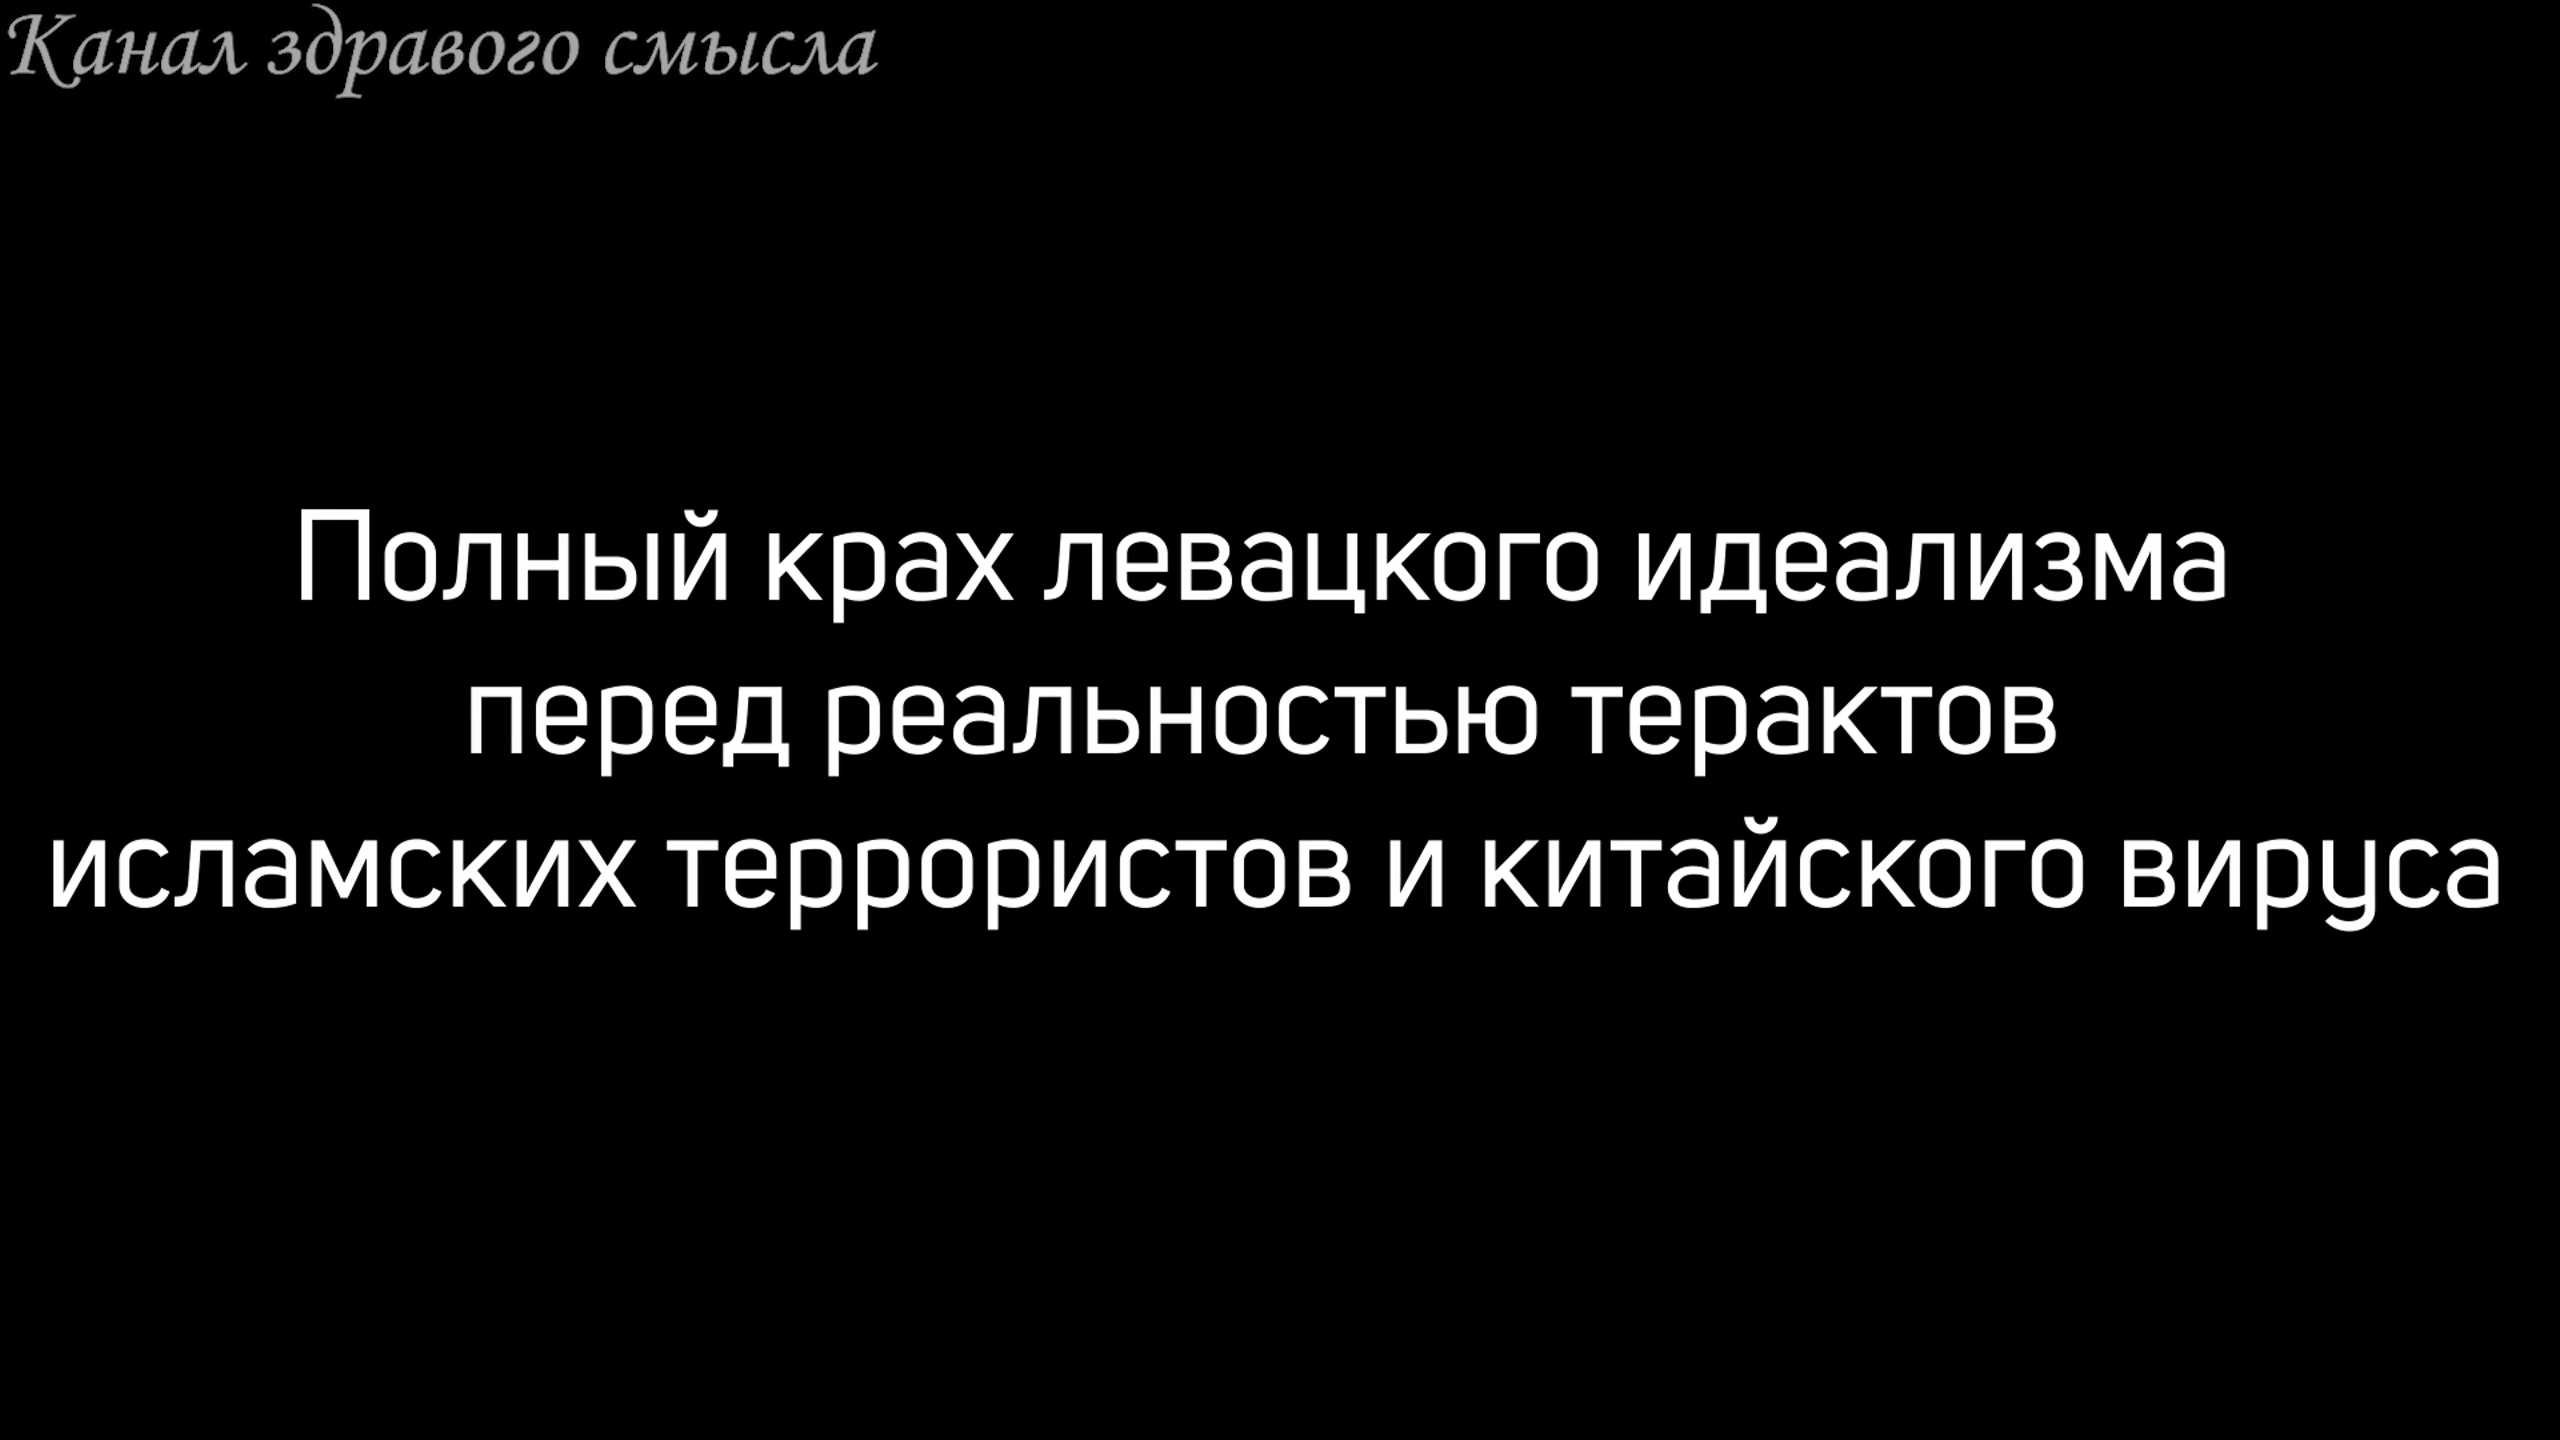 Канал здравого смысла
Полный крах левацкого идеализма
перед реальностью терактов
исламских террористов и китайского вируса